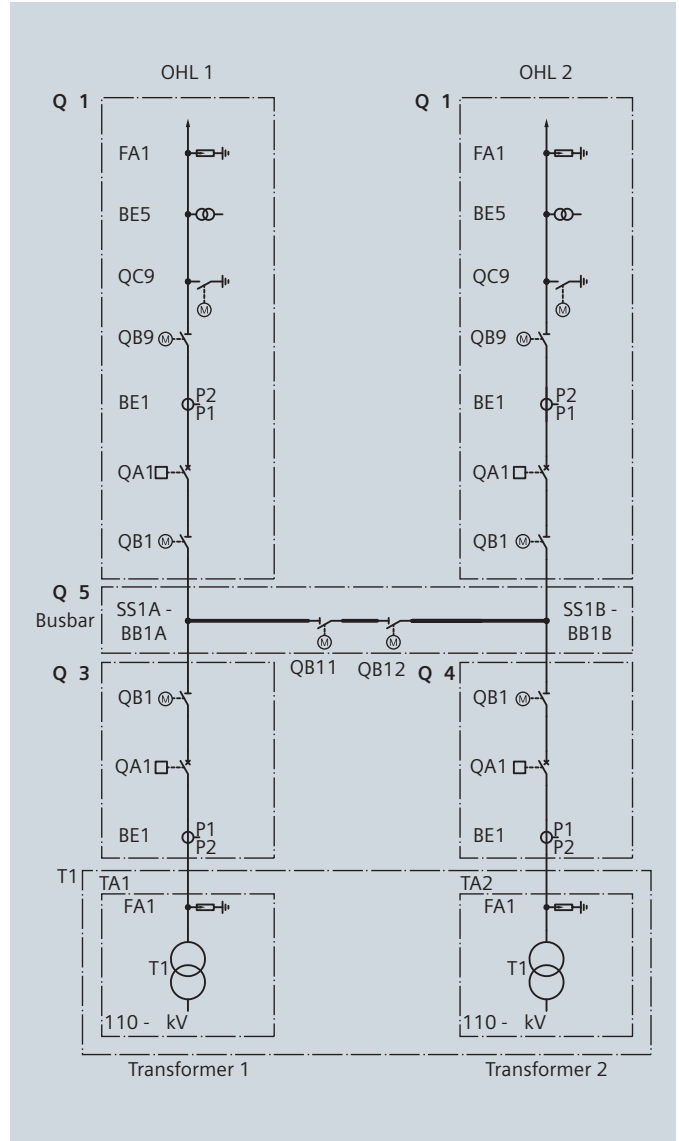 OHL 1
OHL 2
Q 1
Q 1
FA1
FA1
BE5
BE5
QC9
QC9
M
M
QB9 M
QB9 M
BE1
P2
P1
BE1
P2
P1
QA1
QA1
QB1 M
QB1 M
Q 5
Busbar
SS1A -
BB1A
SS1B -
BB1B
M
M
QB11
QB12
Q 3
Q 4
QB1 M
QB1 M
QA1
QA1
BE1
P1
P2
BE1
P1
P2
T1
TA1
TA2
FA1
FA1
T1
T1
110 - kV
110 - kV
Transformer 1
Transformer 2